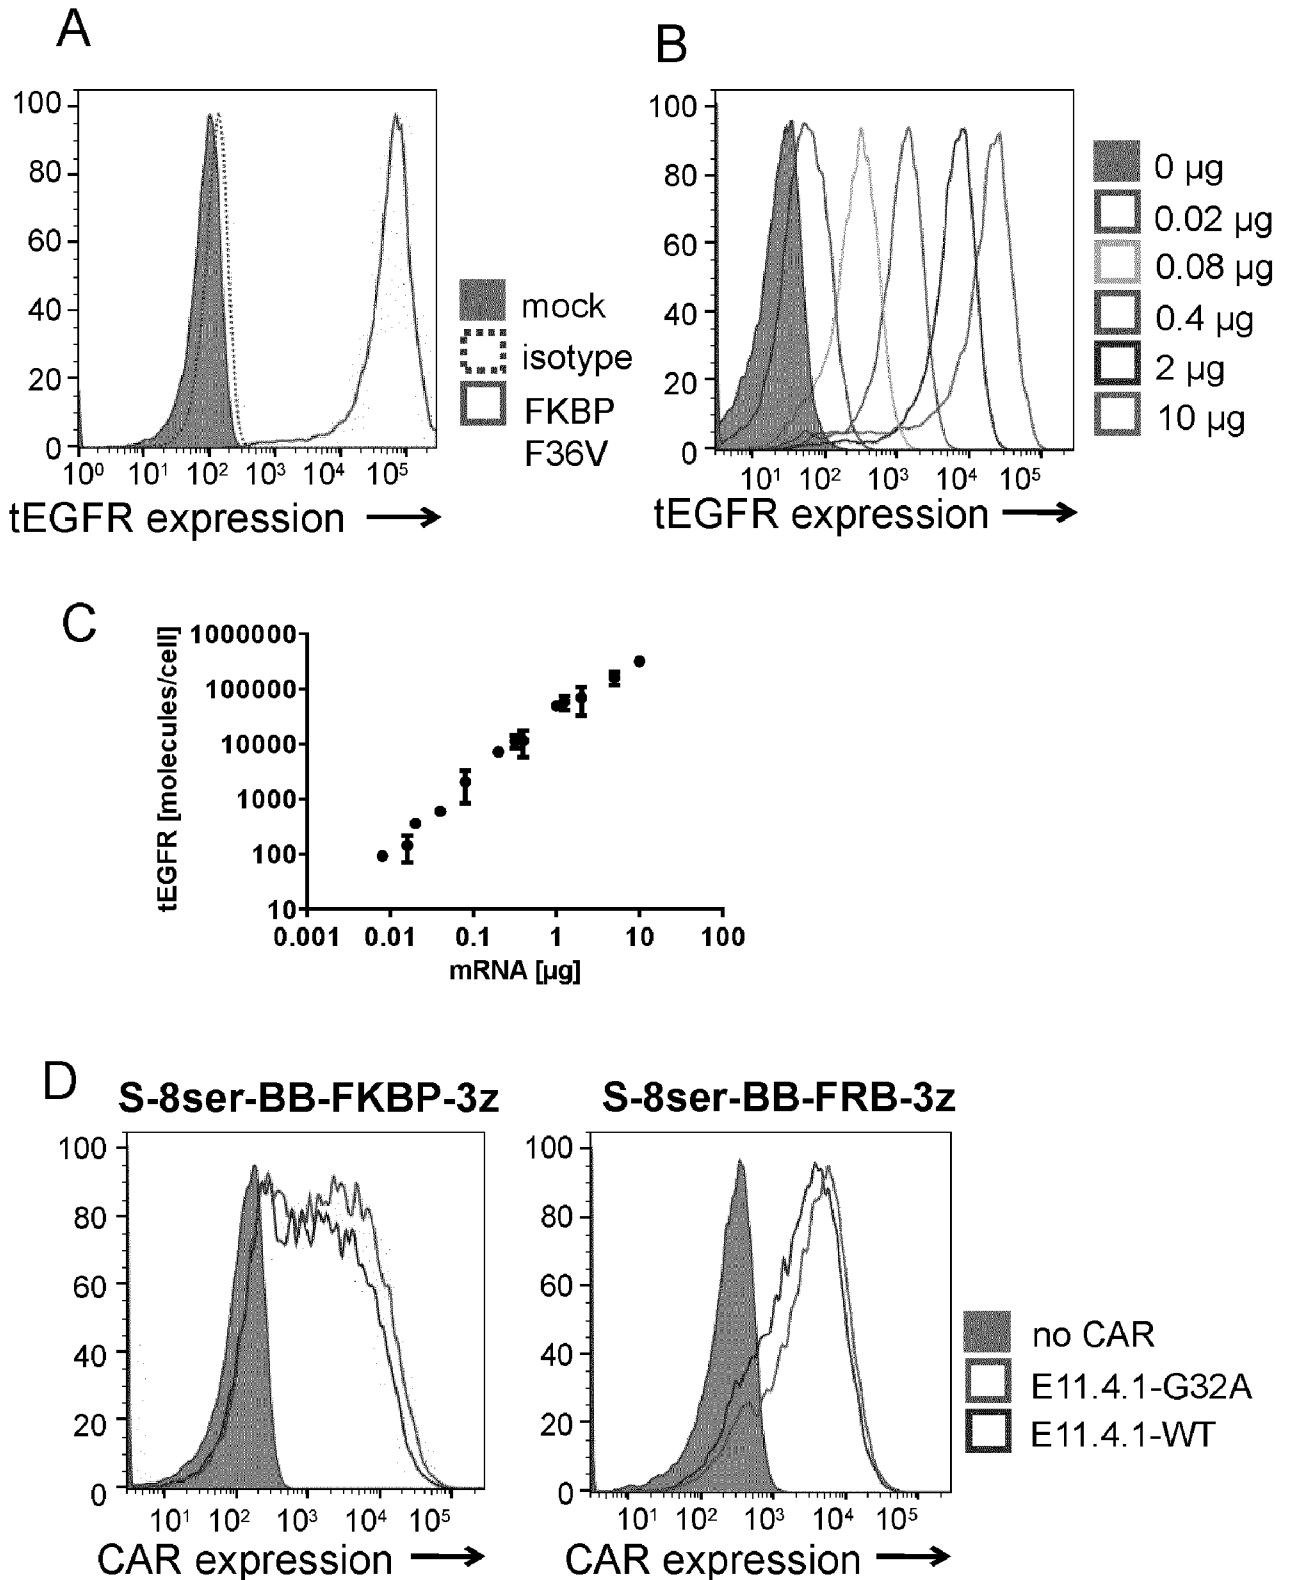 A
100
80
60
40
20
0
10⁰ 10¹ 10² 10³ 10⁴ 10⁵
tEGFR expression
mock
isotype
FKBP
F36V
B
100
80
60
40
20
0
10¹ 10² 10³ 10⁴ 10⁵
tEGFR expression
0 µg
0.02 µg
0.08 µg
0.4 µg
2 µg
10 µg
C
tEGFR [molecules/cell]
1000000
100000
10000
1000
100
10
0.001 0.01 0.1 1 10 100
mRNA [µg]
D
S-8ser-BB-FKBP-3z
100
80
60
40
20
0
10¹ 10² 10³ 10⁴ 10⁵
CAR expression
S-8ser-BB-FRB-3z
100
80
60
40
20
0
10¹ 10² 10³ 10⁴ 10⁵
CAR expression
no CAR
E11.4.1-G32A
E11.4.1-WT